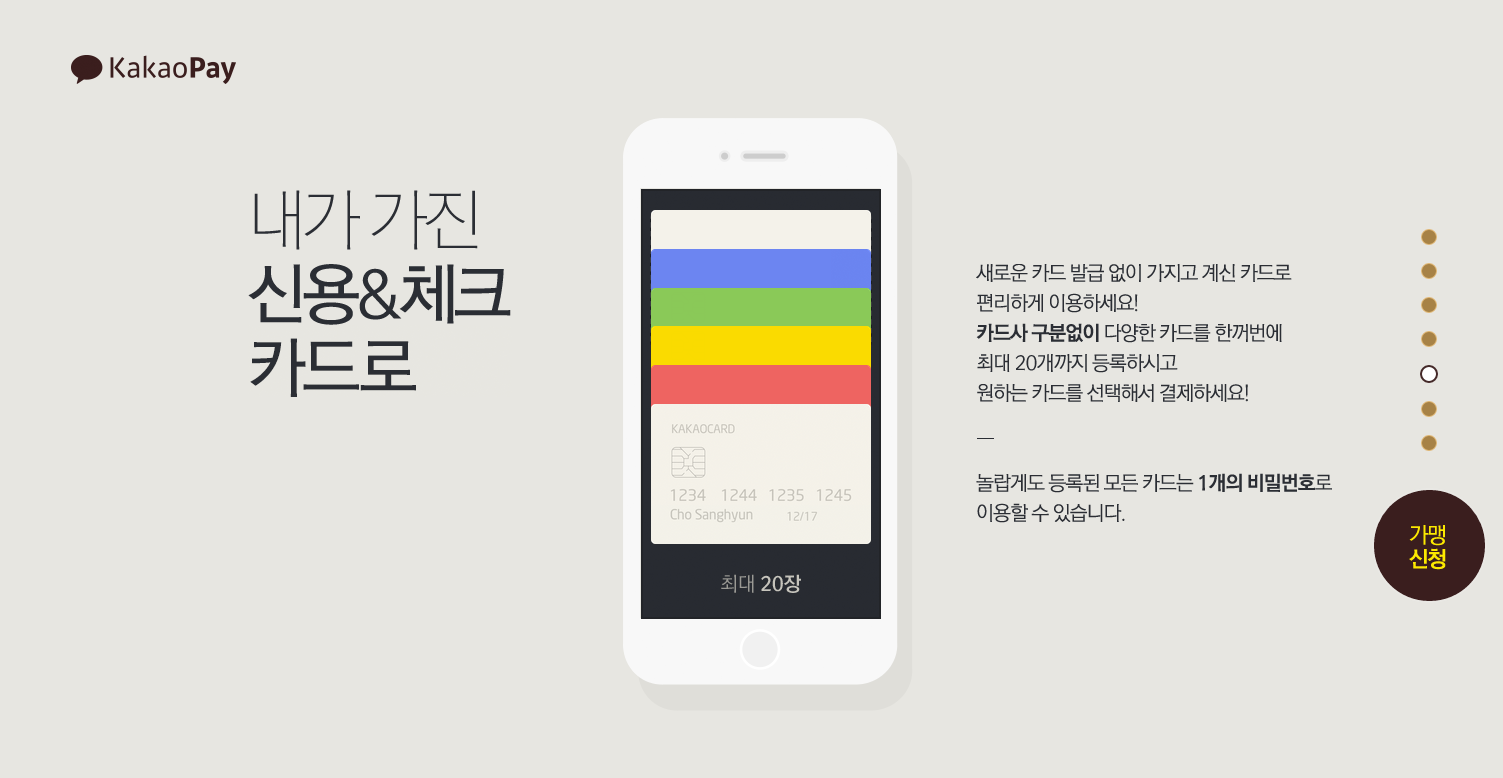 KakaoPay
내가 가진
신용&체크
카드로
KAKAOCARD
1234 1244 1235 1245
Cho Sanghyun 12/17
최대 20장
새로운 카드 발급 없이 가지고 계신 카드로
편리하게 이용하세요!
카드사 구분없이 다양한 카드를 한꺼번에
최대 20개까지 등록하시고
원하는 카드를 선택해서 결제하세요!
—
놀랍게도 등록된 모든 카드는 1개의 비밀번호로
이용할 수 있습니다.
가맹
신청